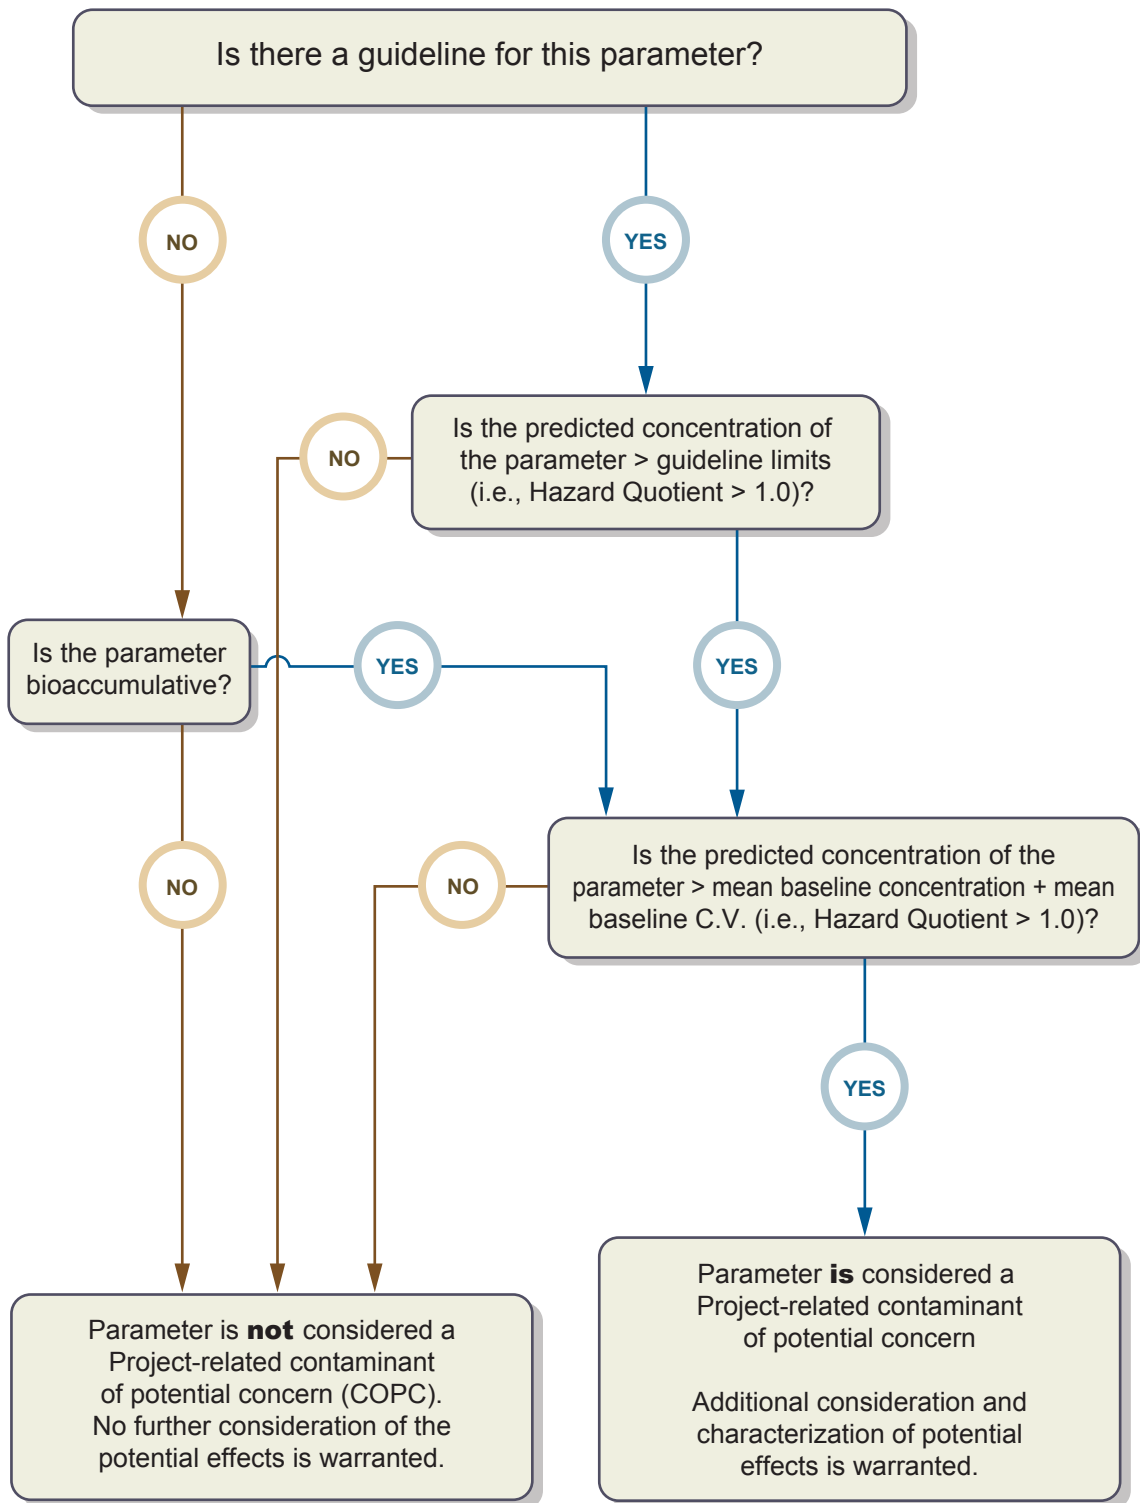 Is there a guideline for this parameter?
NO
YES
Is the predicted concentration of
the parameter > guideline limits
(i.e., Hazard Quotient > 1.0)?
NO
Is the parameter
bioaccumulative?
YES
YES
Is the predicted concentration of the
parameter > mean baseline concentration + mean
baseline C.V. (i.e., Hazard Quotient > 1.0)?
NO
NO
YES
Parameter is not considered a
Project-related contaminant
of potential concern (COPC).
No further consideration of the
potential effects is warranted.
Parameter is considered a
Project-related contaminant
of potential concern
Additional consideration and
characterization of potential
effects is warranted.